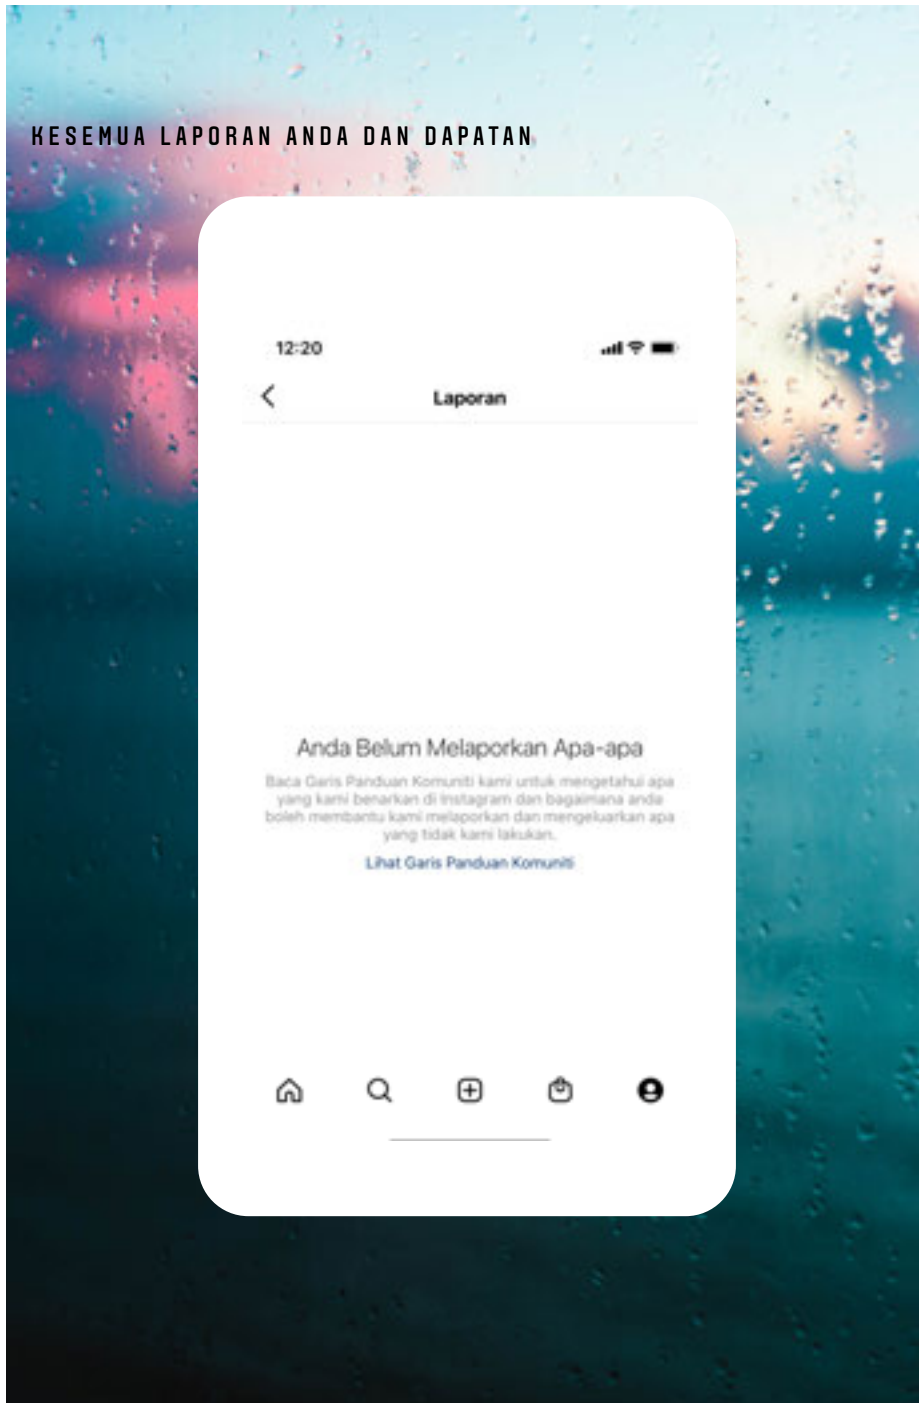 KESEMUA LAPORAN ANDA DAN DAPATAN
12:20
Laporan
Anda Belum Melaporkan Apa-apa
Baca Garis Panduan Komuniti kami untuk mengetahui apa
yang kami benarkan di Instagram dan bagaimana anda
boleh membantu kami melaporkan dan mengeluarkan apa
yang tidak kami lakukan.
Lihat Garis Panduan Komuniti